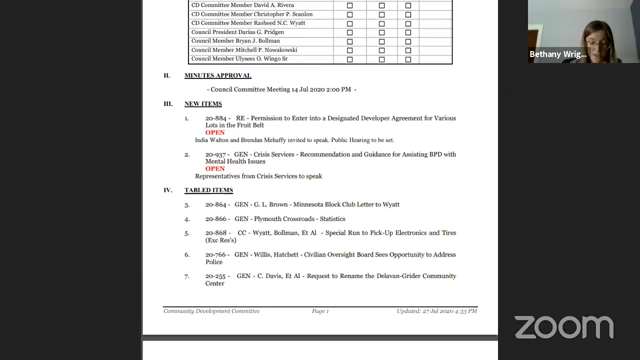 CD Committee Member David A. Rivera
CD Committee Member Christopher P. Scanlon
CD Committee Member Rasheed N.C. Wyatt
Council President Darius G. Pridgen
Council Member Bryan J. Bollman
Council Member Mitchell P. Nowakowski
Council Member Ulysees O. Wingo Sr
II. MINUTES APPROVAL
- Council Committee Meeting 14 Jul 2020 2:00 PM -
III. NEW ITEMS
1. 20-884 - RE - Permission to Enter into a Designated Developer Agreement for Various
Lots in the Fruit Belt
OPEN
India Walton and Brendan Mehaffy invited to speak. Public Hearing to be set.
2. 20-937 - GEN - Crisis Services - Recommendation and Guidance for Assisting BPD with
Mental Health Issues
OPEN
Representatives from Crisis Services to speak
IV. TABLED ITEMS
3. 20-864 - GEN - G. L. Brown - Minnesota Block Club Letter to Wyatt
4. 20-866 - GEN - Plymouth Crossroads - Statistics
5. 20-868 - CC - Wyatt, Bollman, Et Al - Special Run to Pick-Up Electronics and Tires
(Exc Res's)
6. 20-766 - GEN - Willis, Hatchett - Civilian Oversight Board Sees Opportunity to Address
Police
7. 20-255 - GEN - C. Davis, Et Al - Request to Rename the Delavan-Grider Community
Center
Community Development Committee Page 1 Updated: 27 Jul 2020 4:35 PM
Bethany Wrig...
zoom